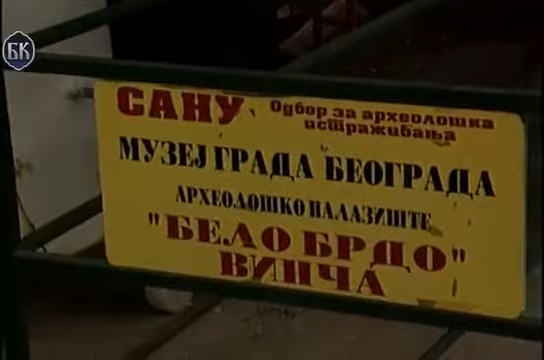 БК
САНУ Одбор за археолошка
истраживања
МУЗЕЈ ГРАДА БЕОГРАДА
АРХЕОЛОШКО НАЛАЗИШТЕ
"БЕЛО БРДО"
ВИНЧА